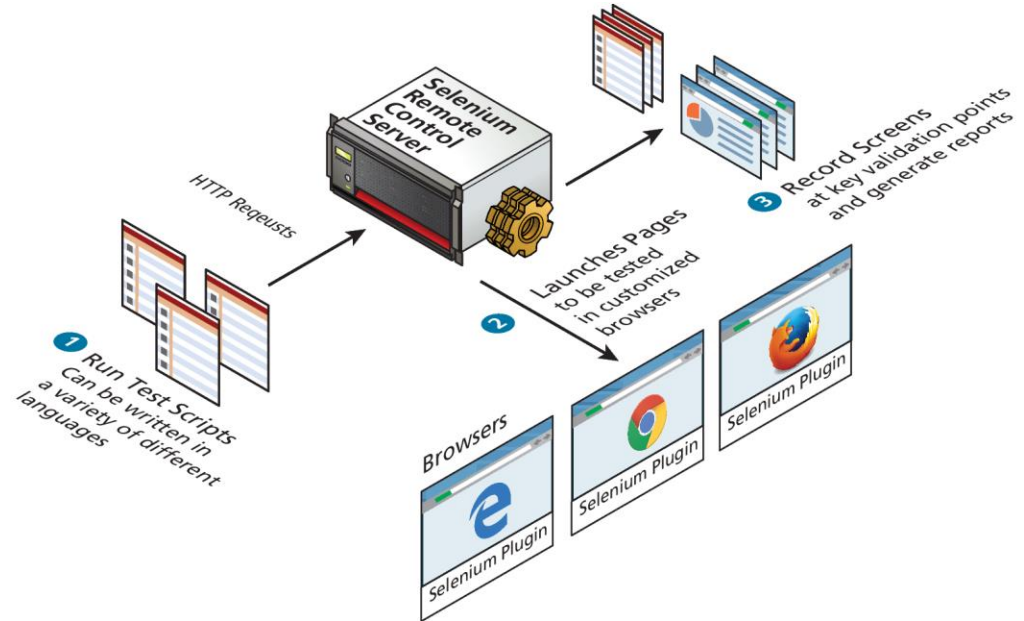 Selenium
Remote
Control
Server
HTTP Reqeusts
1 Run Test Scripts
Can be written in
a variety of different
languages
2 Launches Pages
to be tested
in customized
browsers
3 Record Screens
at key validation points
and generate reports
Browsers
Selenium Plugin
Selenium Plugin
Selenium Plugin